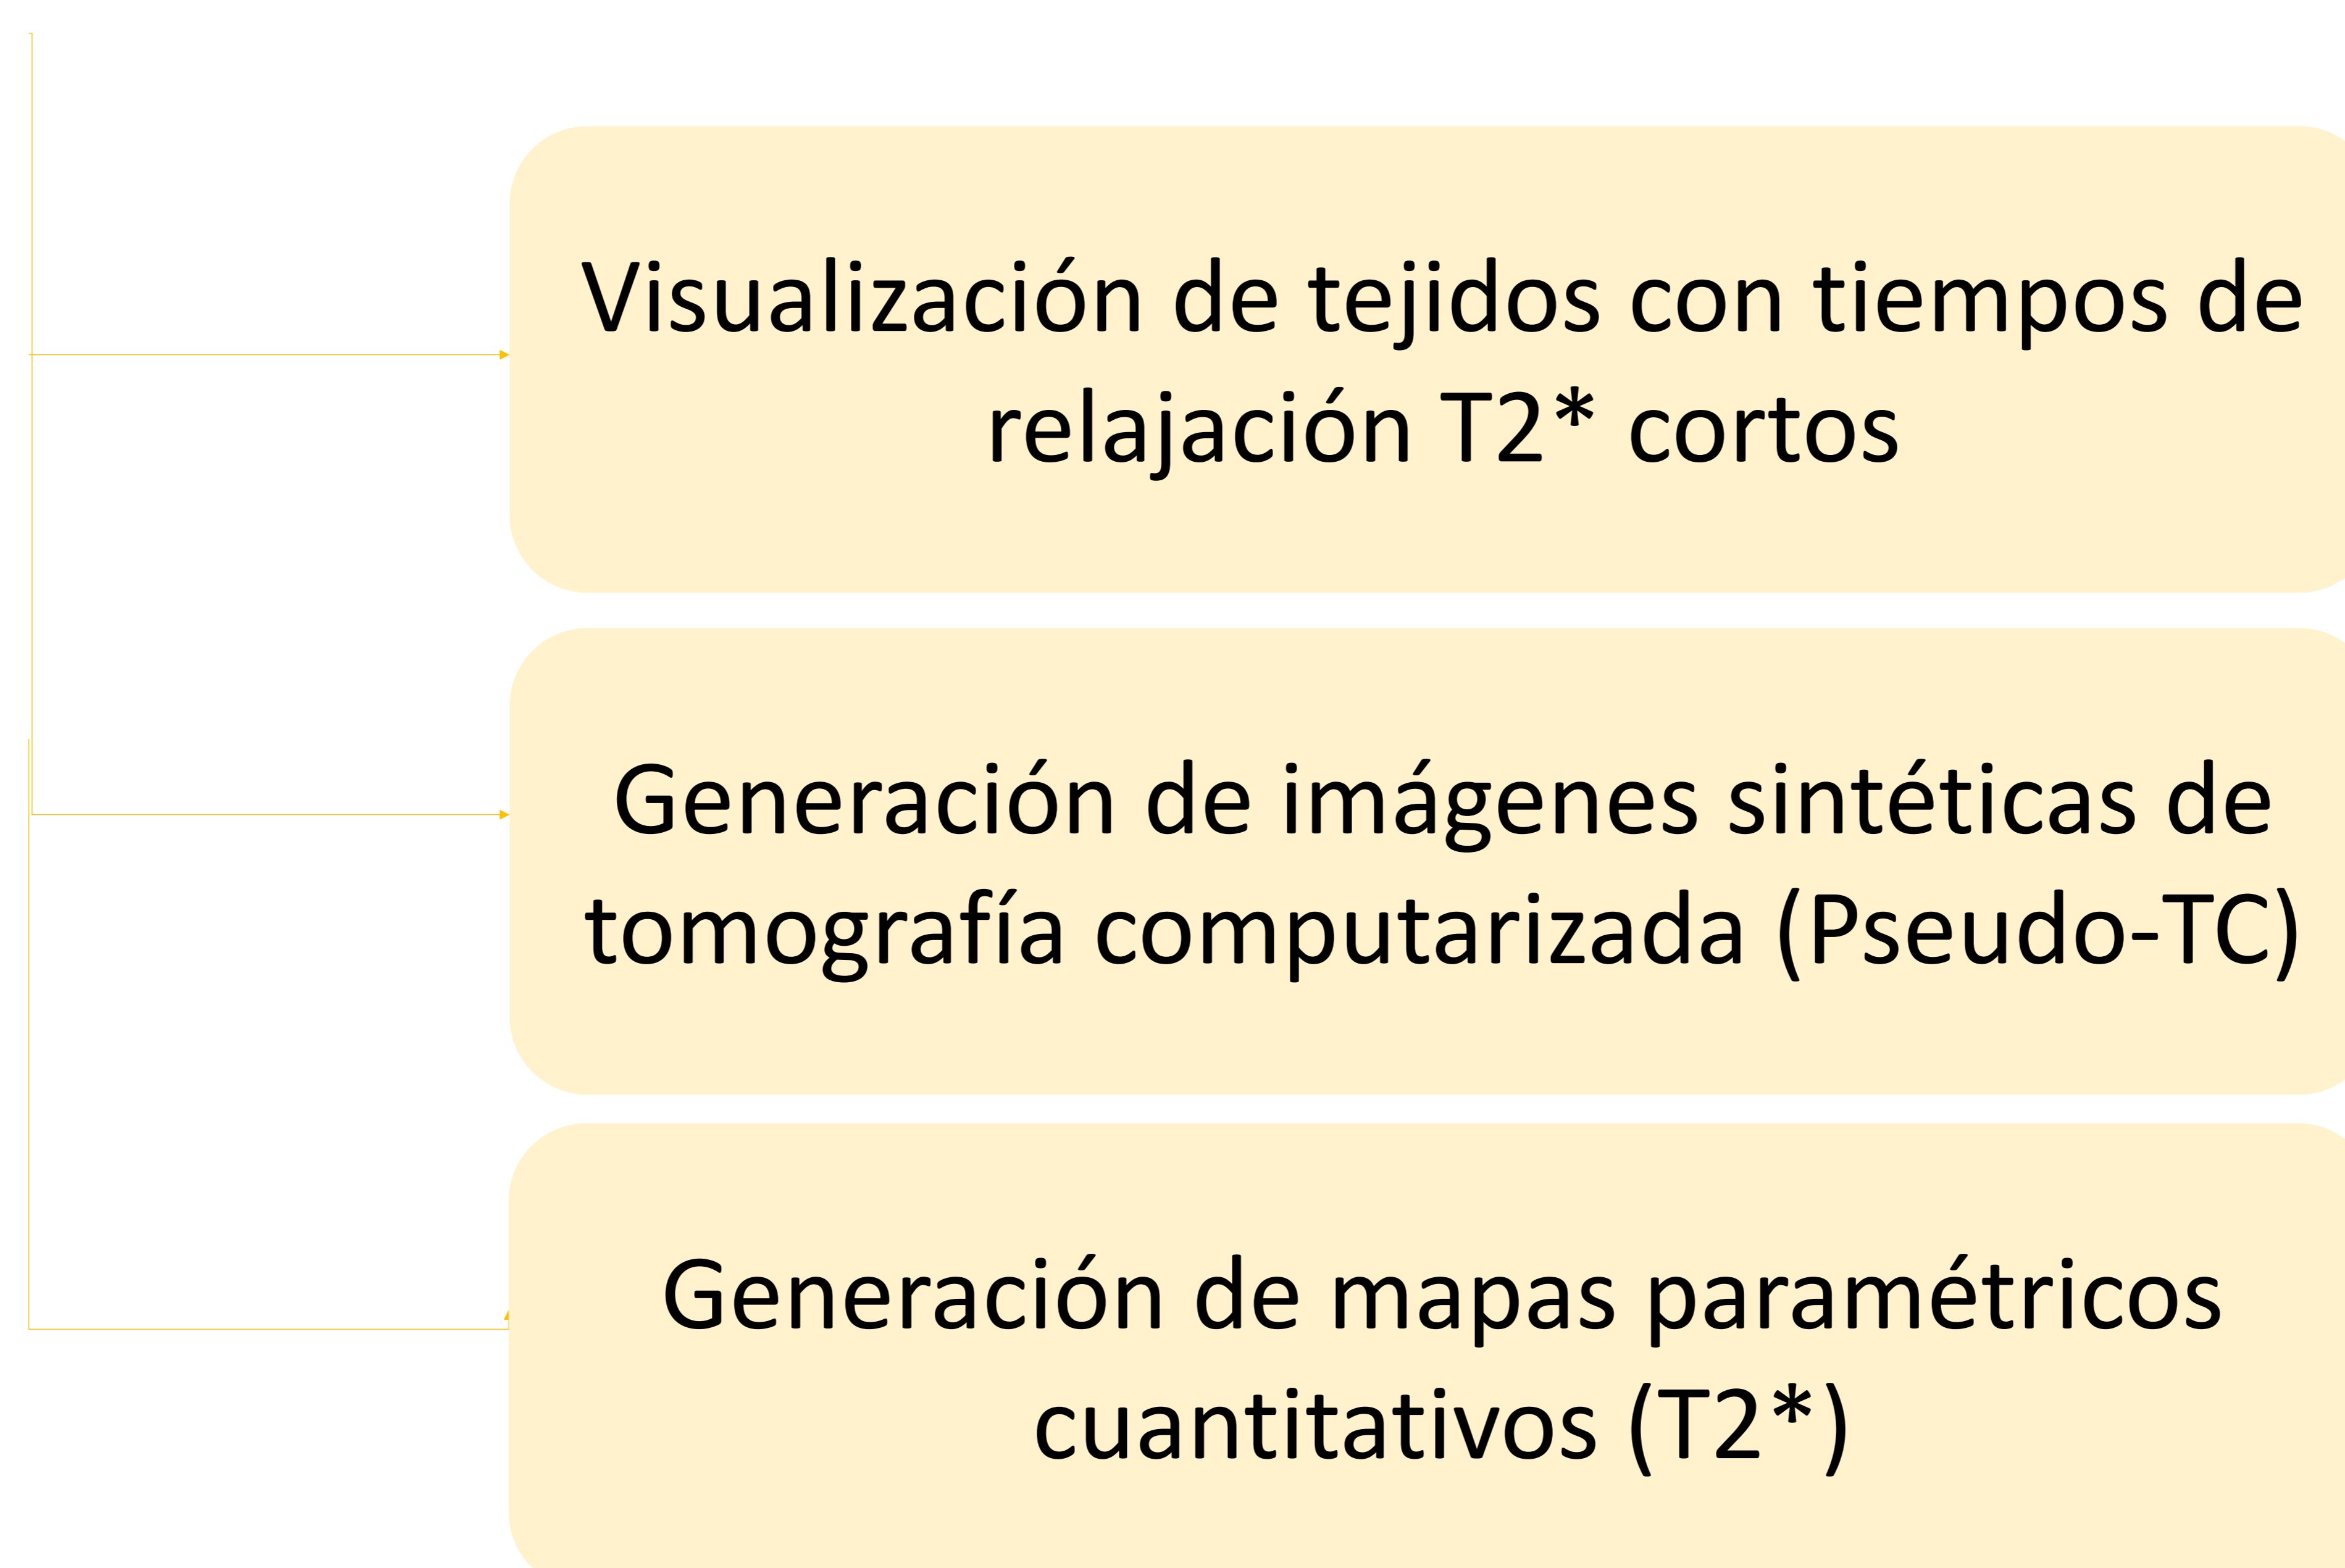 Visualización de tejidos con tiempos de
relajación T2* cortos
Generación de imágenes sintéticas de
tomografía computarizada (Pseudo-TC)
Generación de mapas paramétricos
cuantitativos (T2*)